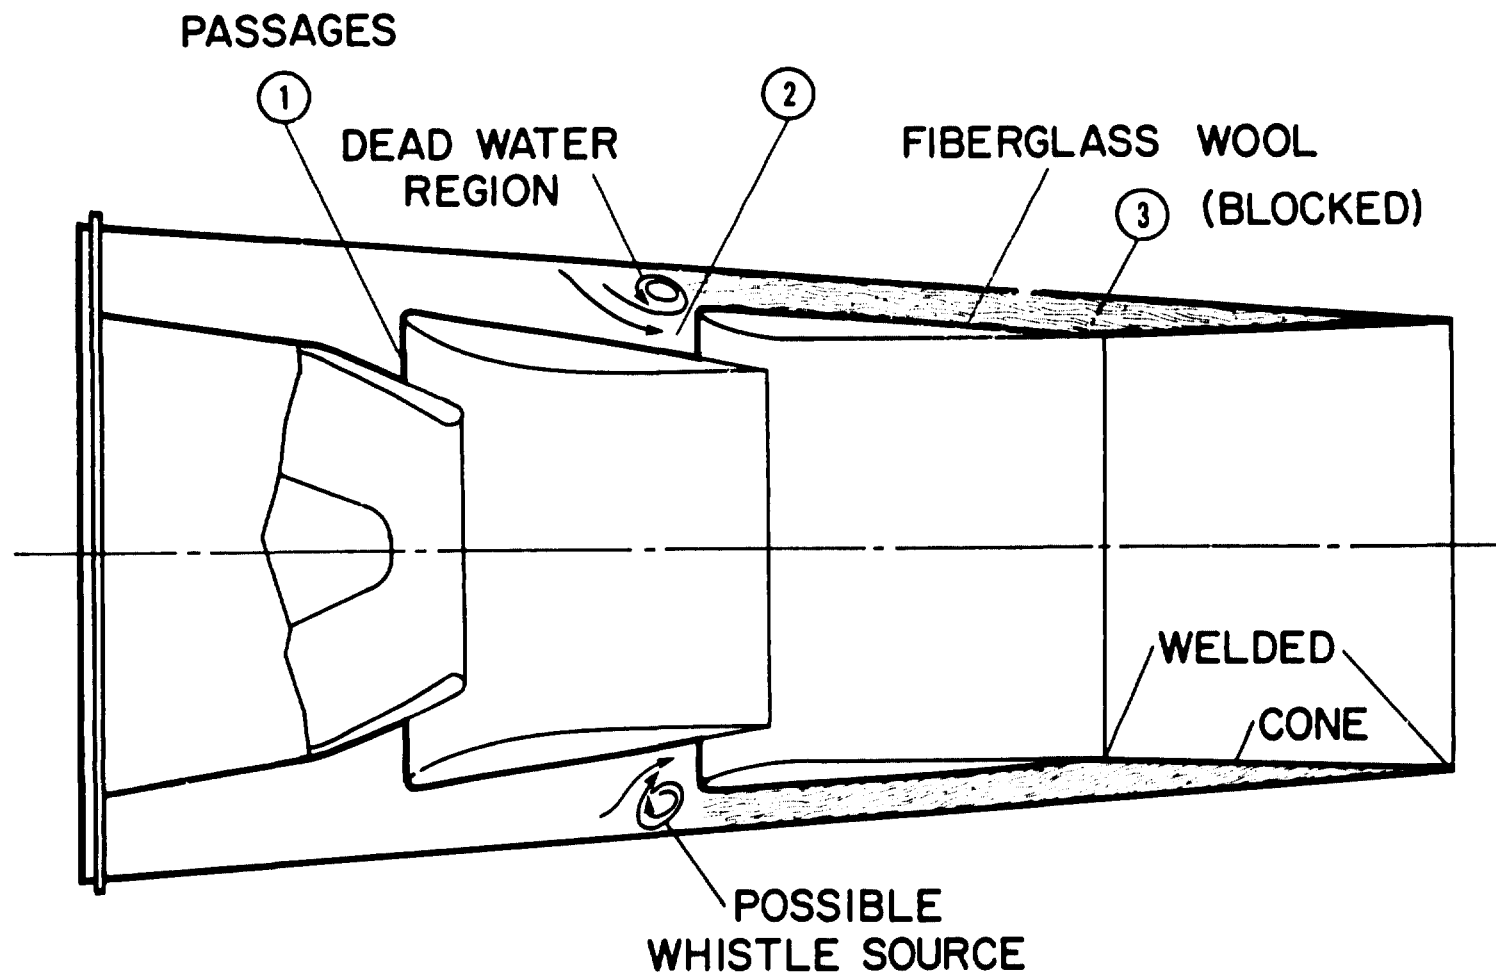 PASSAGES
1
2
DEAD WATER
REGION
FIBERGLASS WOOL
3 (BLOCKED)
WELDED
CONE
POSSIBLE
WHISTLE SOURCE